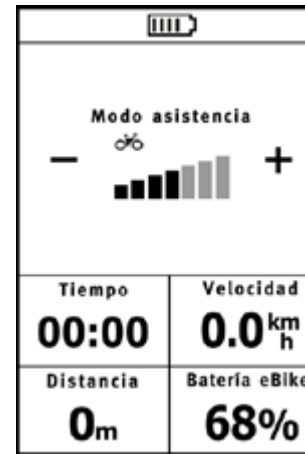 Modo asistencia
− +
Tiempo Velocidad
00:00 0.0 km/h
Distancia Batería eBike
0m 68%